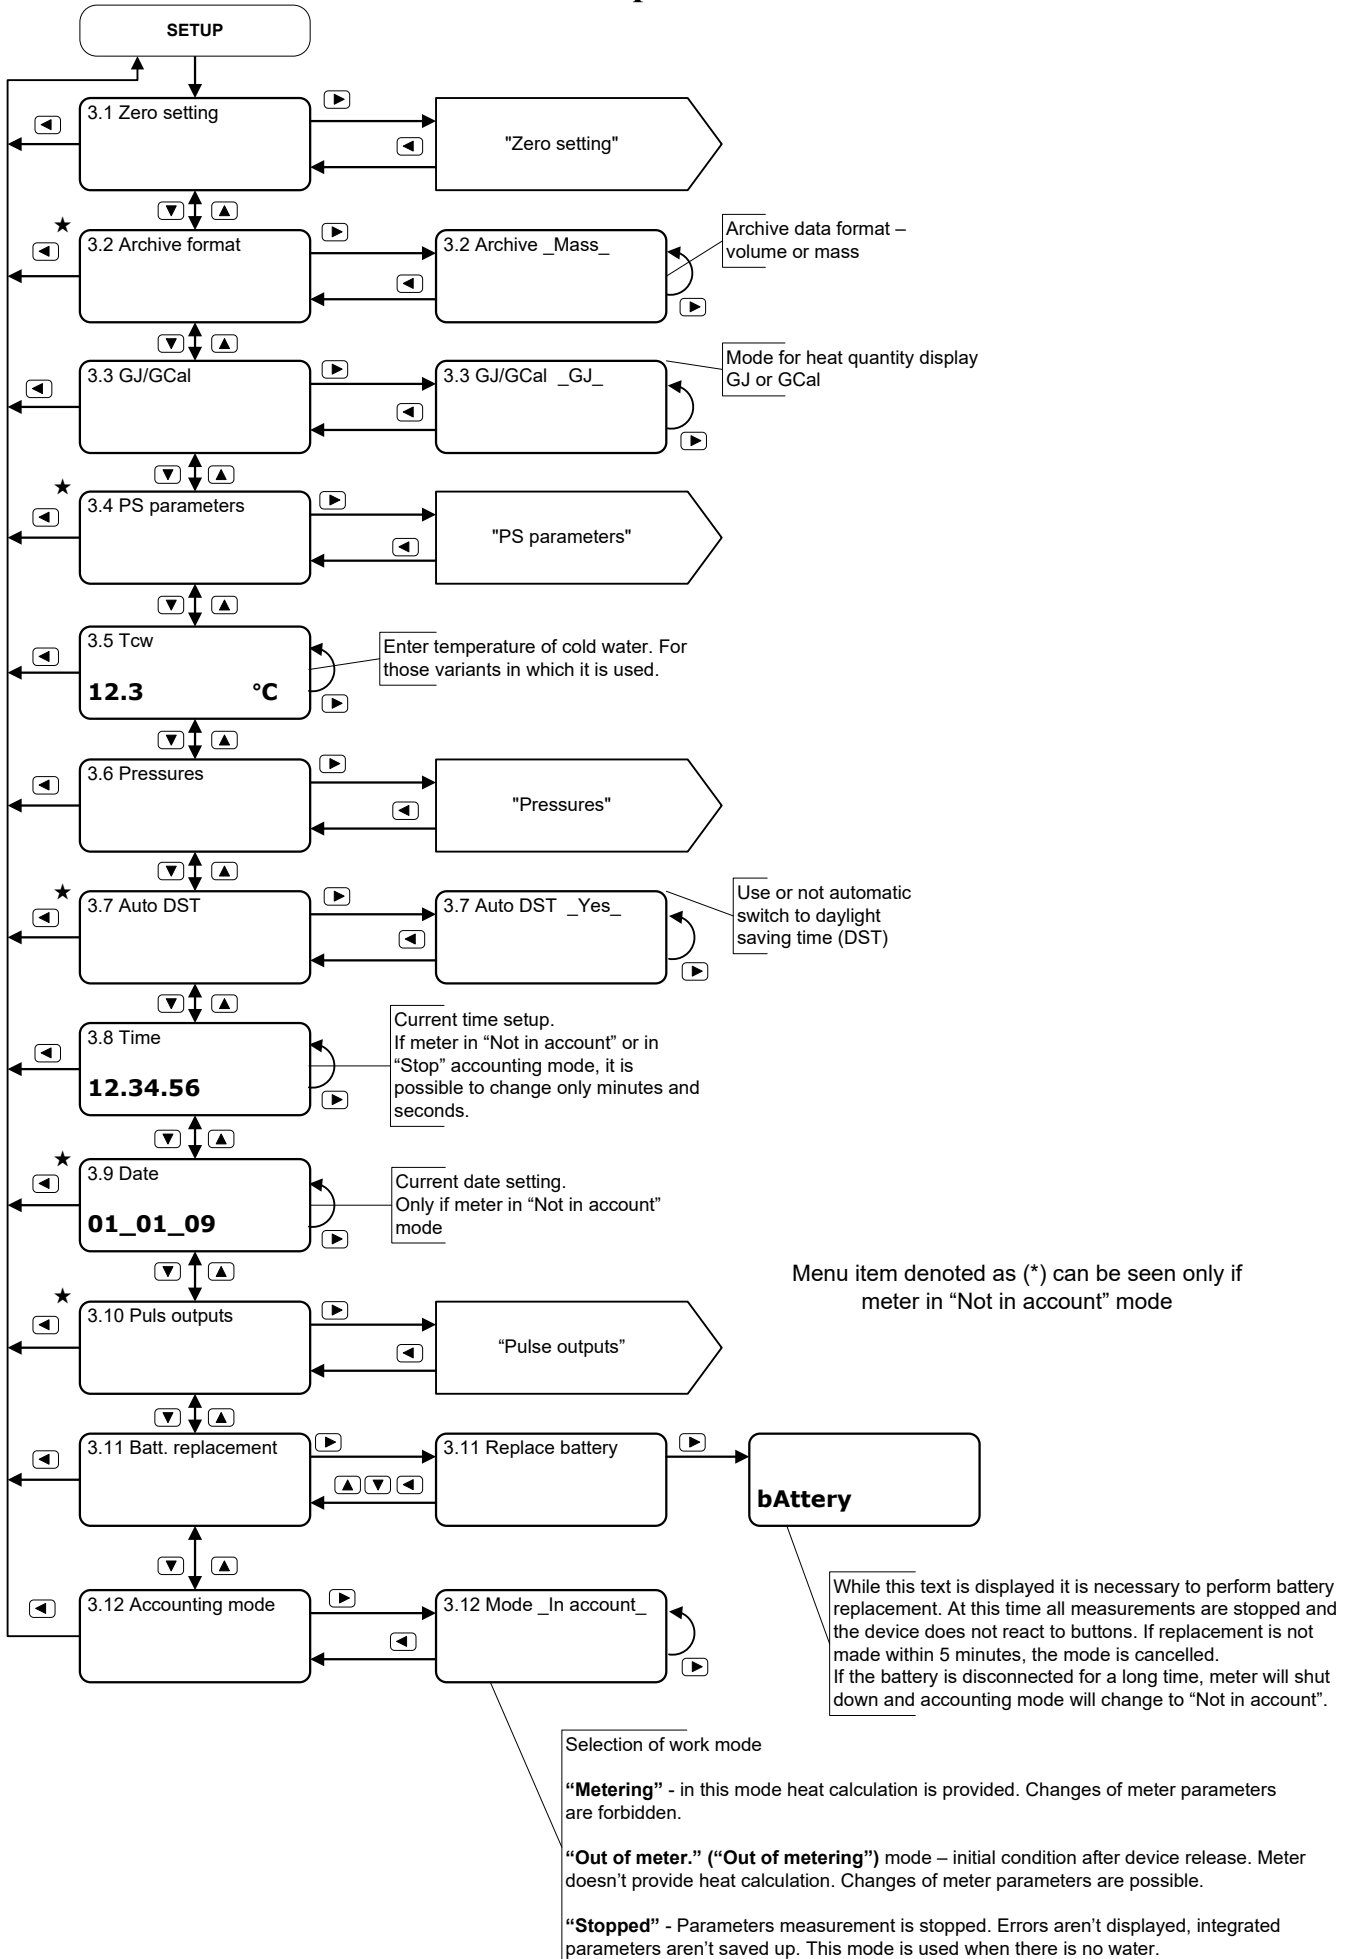 SETUP
3.1 Zero setting
"Zero setting"
★
3.2 Archive format
3.2 Archive _Mass_
Archive data format –
volume or mass
3.3 GJ/GCal
3.3 GJ/GCal _GJ_
Mode for heat quantity display
GJ or GCal
★
3.4 PS parameters
"PS parameters"
3.5 Tcw
12.3 °C
Enter temperature of cold water. For
those variants in which it is used.
3.6 Pressures
"Pressures"
★
3.7 Auto DST
3.7 Auto DST _Yes_
Use or not automatic
switch to daylight
saving time (DST)
3.8 Time
12.34.56
Current time setup.
If meter in “Not in account” or in
“Stop” accounting mode, it is
possible to change only minutes and
seconds.
★
3.9 Date
01_01_09
Current date setting.
Only if meter in “Not in account”
mode
Menu item denoted as (*) can be seen only if
meter in “Not in account” mode
★
3.10 Puls outputs
“Pulse outputs”
3.11 Batt. replacement
3.11 Replace battery
bAttery
While this text is displayed it is necessary to perform battery
replacement. At this time all measurements are stopped and
the device does not react to buttons. If replacement is not
made within 5 minutes, the mode is cancelled.
If the battery is disconnected for a long time, meter will shut
down and accounting mode will change to “Not in account”.
3.12 Accounting mode
3.12 Mode _In account_
Selection of work mode
“Metering” - in this mode heat calculation is provided. Changes of meter parameters
are forbidden.
“Out of meter.” (“Out of metering”) mode – initial condition after device release. Meter
doesn’t provide heat calculation. Changes of meter parameters are possible.
“Stopped” - Parameters measurement is stopped. Errors aren’t displayed, integrated
parameters aren’t saved up. This mode is used when there is no water.